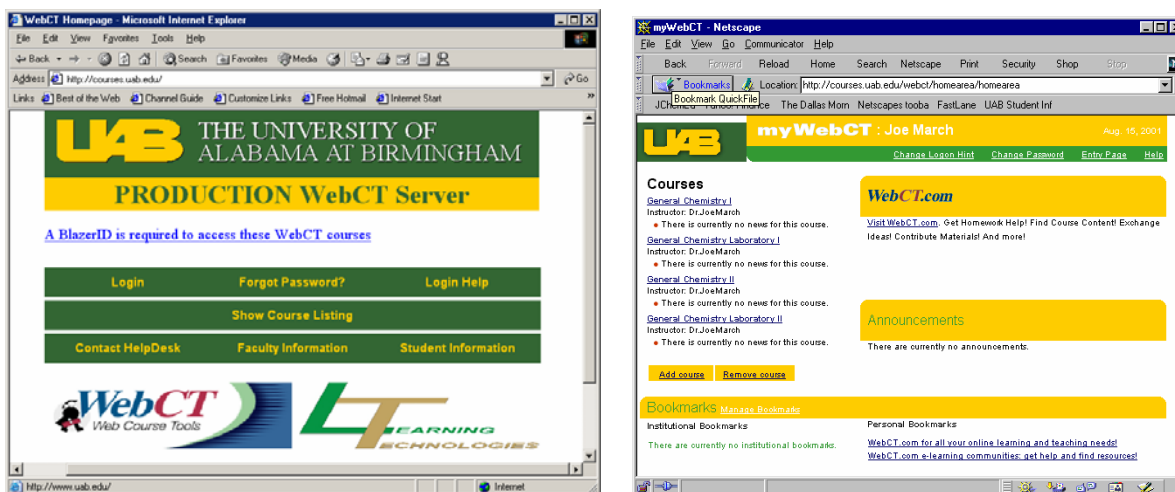 WebCT Homepage - Microsoft Internet Explorer
File Edit View Favorites Tools Help
Back Search Favorites Media
Address http://courses.uab.edu/ Go
Links Best of the Web Channel Guide Customize Links Free Hotmail Internet Start »
UAB THE UNIVERSITY OF
ALABAMA AT BIRMINGHAM
PRODUCTION WebCT Server
A BlazerID is required to access these WebCT courses
Login Forgot Password? Login Help
Show Course Listing
Contact HelpDesk Faculty Information Student Information
WebCT
Web Course Tools
LEARNING
TECHNOLOGIES
http://www.uab.edu/ Internet
myWebCT - Netscape
File Edit View Go Communicator Help
Back Forward Reload Home Search Netscape Print Security Shop Stop
Bookmarks Location: http://courses.uab.edu/webct/homearea/homearea
Bookmark QuickFile
The Dallas Morn Netscapes tooba FastLane UAB Student Inf
UAB myWebCT : Joe March Aug. 15, 2001
Change Logon Hint Change Password Entry Page Help
Courses
General Chemistry I
Instructor: Dr.JoeMarch
There is currently no news for this course.
General Chemistry Laboratory I
Instructor: Dr.JoeMarch
There is currently no news for this course.
General Chemistry II
Instructor: Dr.JoeMarch
There is currently no news for this course.
General Chemistry Laboratory II
Instructor: Dr.JoeMarch
There is currently no news for this course.
Add course Remove course
WebCT.com
Visit WebCT.com. Get Homework Help! Find Course Content! Exchange
Ideas! Contribute Materials! And more!
Announcements
There are currently no announcements.
Bookmarks Manage Bookmarks
Institutional Bookmarks
There are currently no institutional bookmarks.
Personal Bookmarks
WebCT.com for all your online learning and teaching needs!
WebCT.com e-learning communities: get help and find resources!